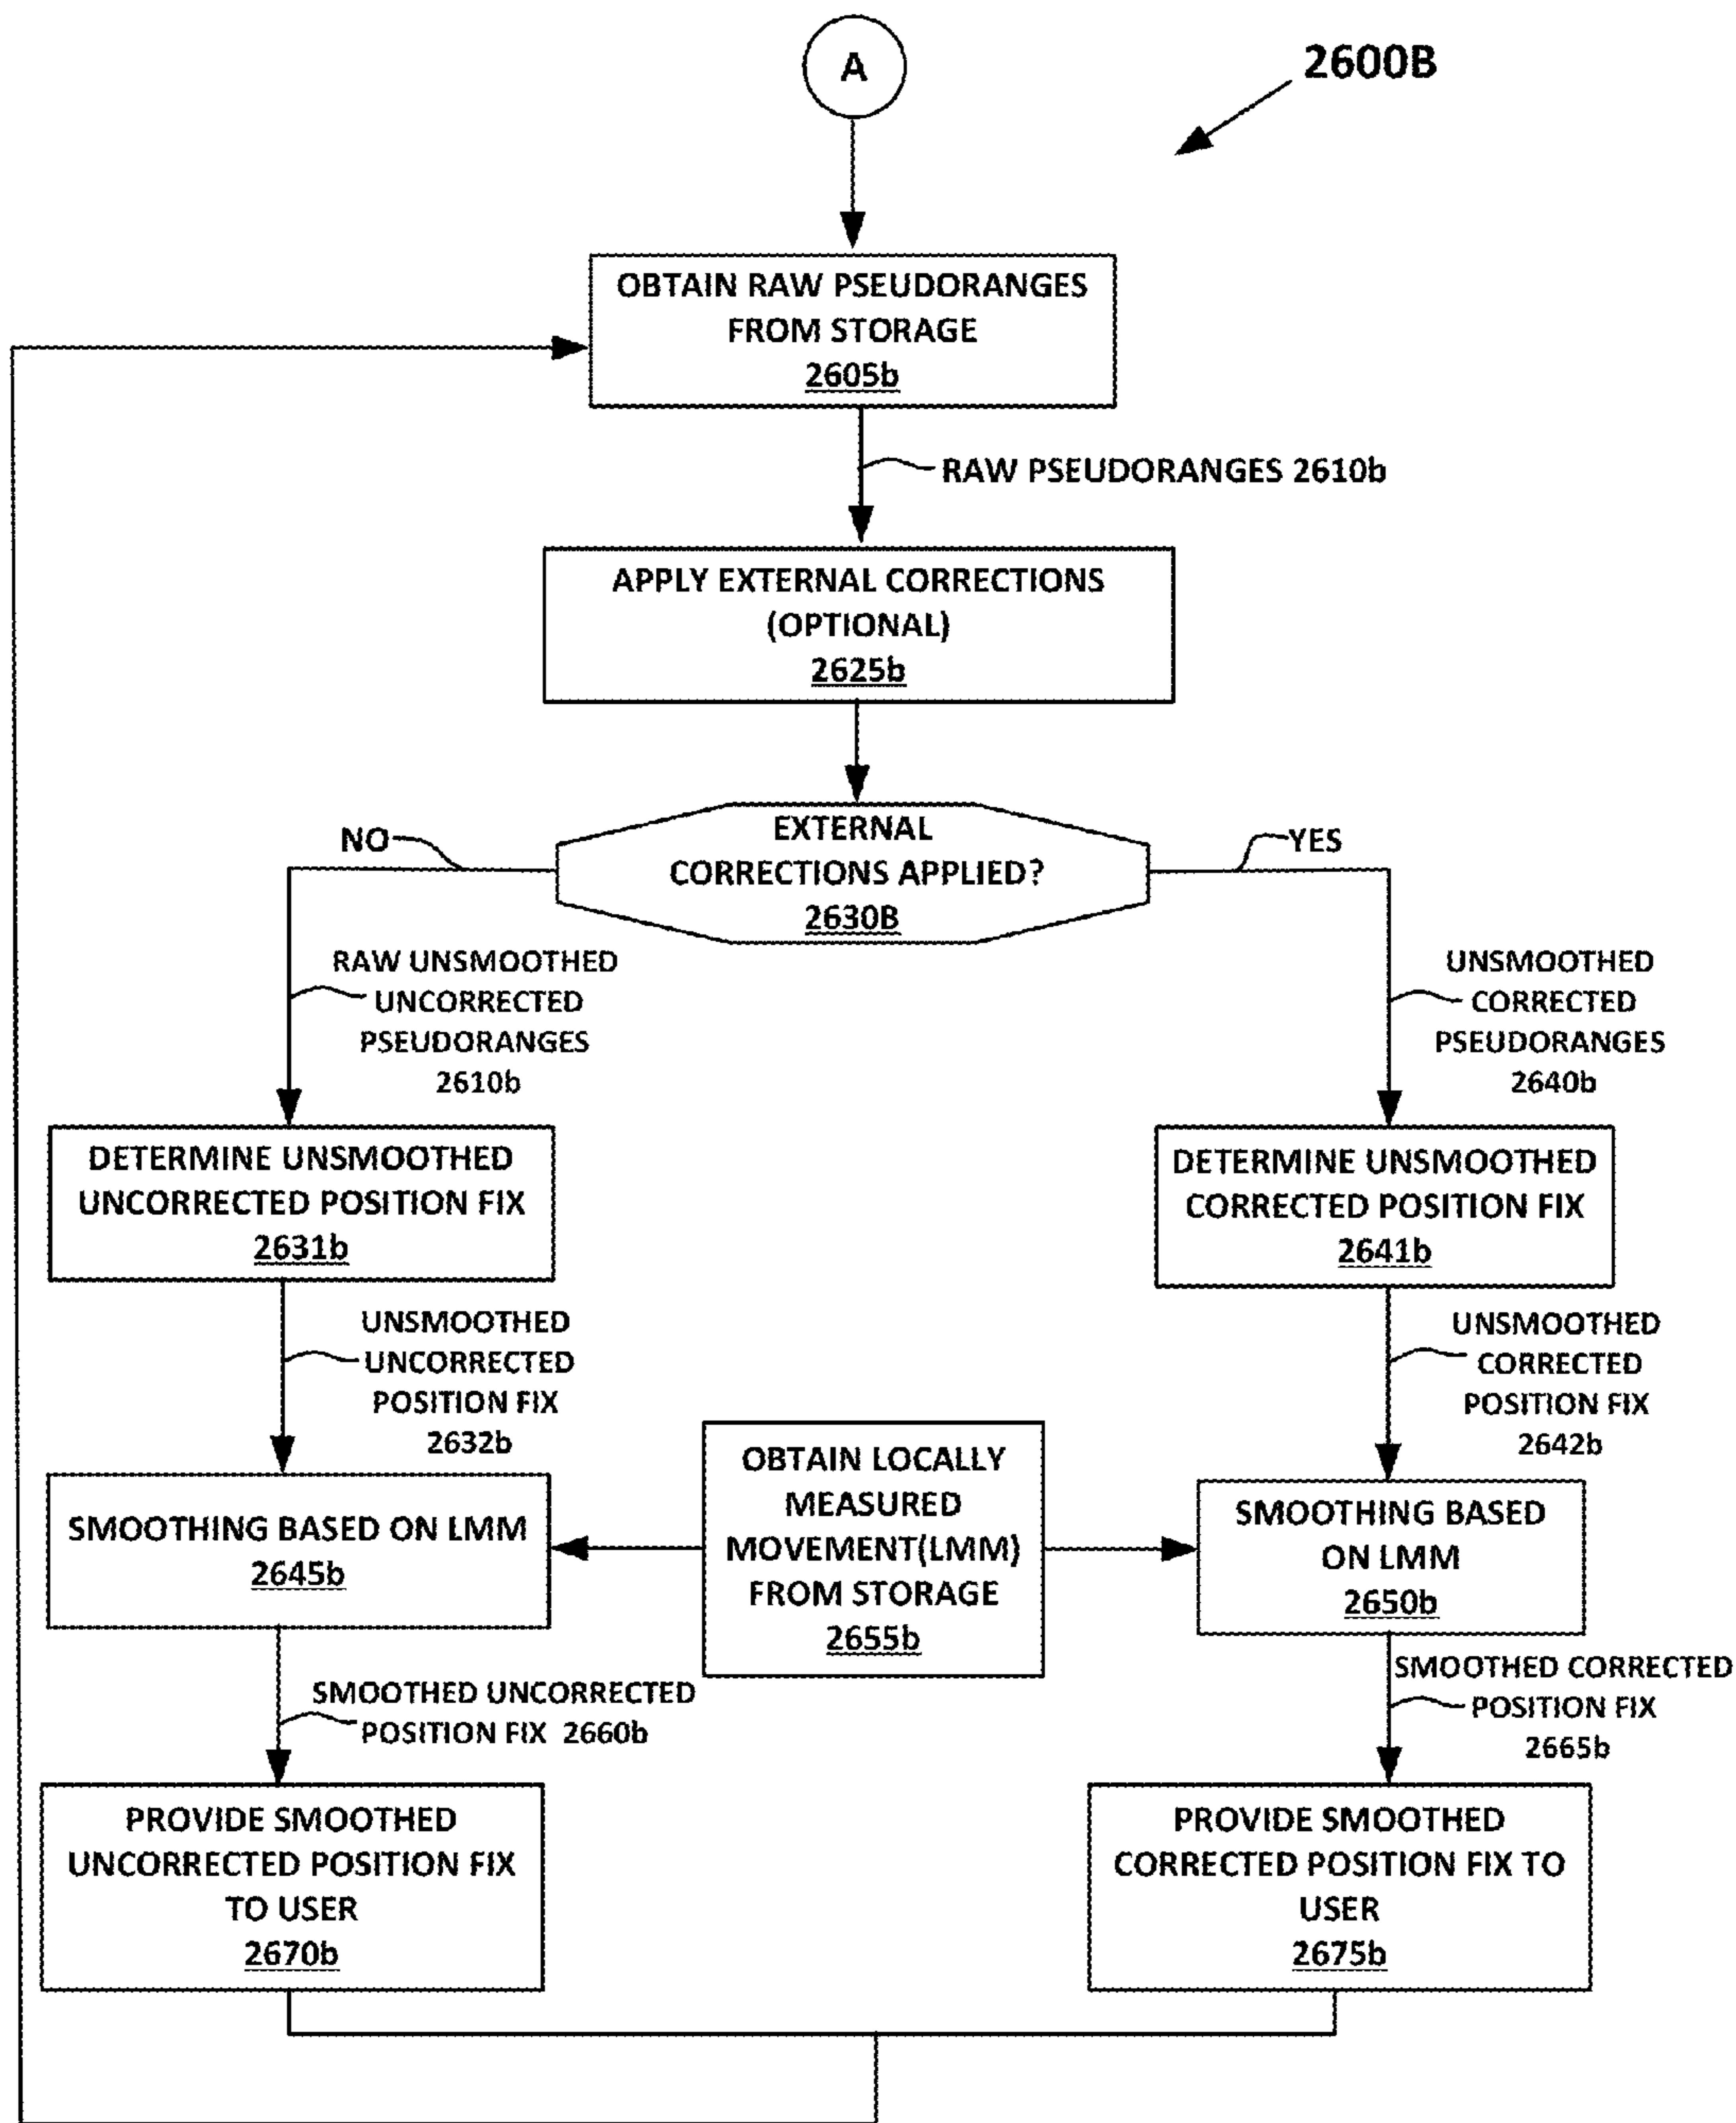 A
2600B
OBTAIN RAW PSEUDORANGES
FROM STORAGE
2605b
RAW PSEUDORANGES 2610b
APPLY EXTERNAL CORRECTIONS
(OPTIONAL)
2625b
NO
EXTERNAL
CORRECTIONS APPLIED?
2630B
YES
RAW UNSMOOTHED
UNCORRECTED
PSEUDORANGES
2610b
UNSMOOTHED
CORRECTED
PSEUDORANGES
2640b
DETERMINE UNSMOOTHED
UNCORRECTED POSITION FIX
2631b
DETERMINE UNSMOOTHED
CORRECTED POSITION FIX
2641b
UNSMOOTHED
UNCORRECTED
POSITION FIX
2632b
UNSMOOTHED
CORRECTED
POSITION FIX
2642b
SMOOTHING BASED ON LMM
2645b
OBTAIN LOCALLY
MEASURED
MOVEMENT(LMM)
FROM STORAGE
2655b
SMOOTHING BASED
ON LMM
2650b
SMOOTHED UNCORRECTED
POSITION FIX 2660b
SMOOTHED CORRECTED
POSITION FIX
2665b
PROVIDE SMOOTHED
UNCORRECTED POSITION FIX
TO USER
2670b
PROVIDE SMOOTHED
CORRECTED POSITION FIX TO
USER
2675b